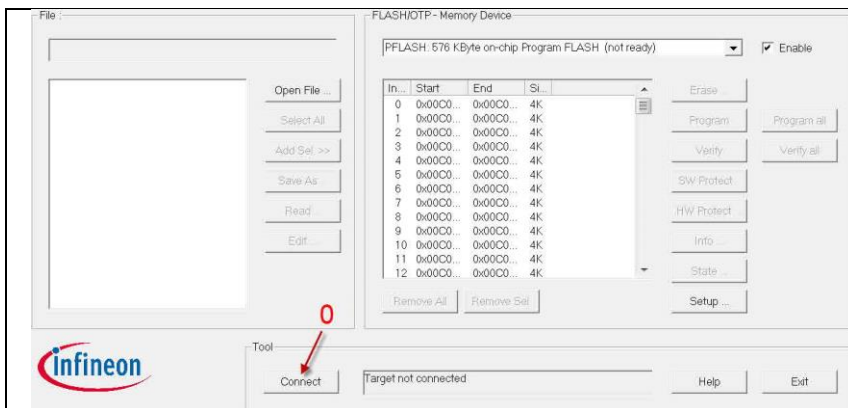 File :
Open File ...
Select All
Add Sel. >>
Save As ...
Read ...
Edit ...
FLASH/OTP - Memory Device
PFLASH: 576 KByte on-chip Program FLASH (not ready)
Enable
In... Start End Si...
0 0x00C0... 0x00C0... 4K
1 0x00C0... 0x00C0... 4K
2 0x00C0... 0x00C0... 4K
3 0x00C0... 0x00C0... 4K
4 0x00C0... 0x00C0... 4K
5 0x00C0... 0x00C0... 4K
6 0x00C0... 0x00C0... 4K
7 0x00C0... 0x00C0... 4K
8 0x00C0... 0x00C0... 4K
9 0x00C0... 0x00C0... 4K
10 0x00C0... 0x00C0... 4K
11 0x00C0... 0x00C0... 4K
12 0x00C0... 0x00C0... 4K
Remove All Remove Sel
Erase ...
Program Program all
Verify Verify all
SW Protect
HW Protect
Info ...
State ...
Setup ...
0
infineon
Tool
Connect Target not connected Help Exit